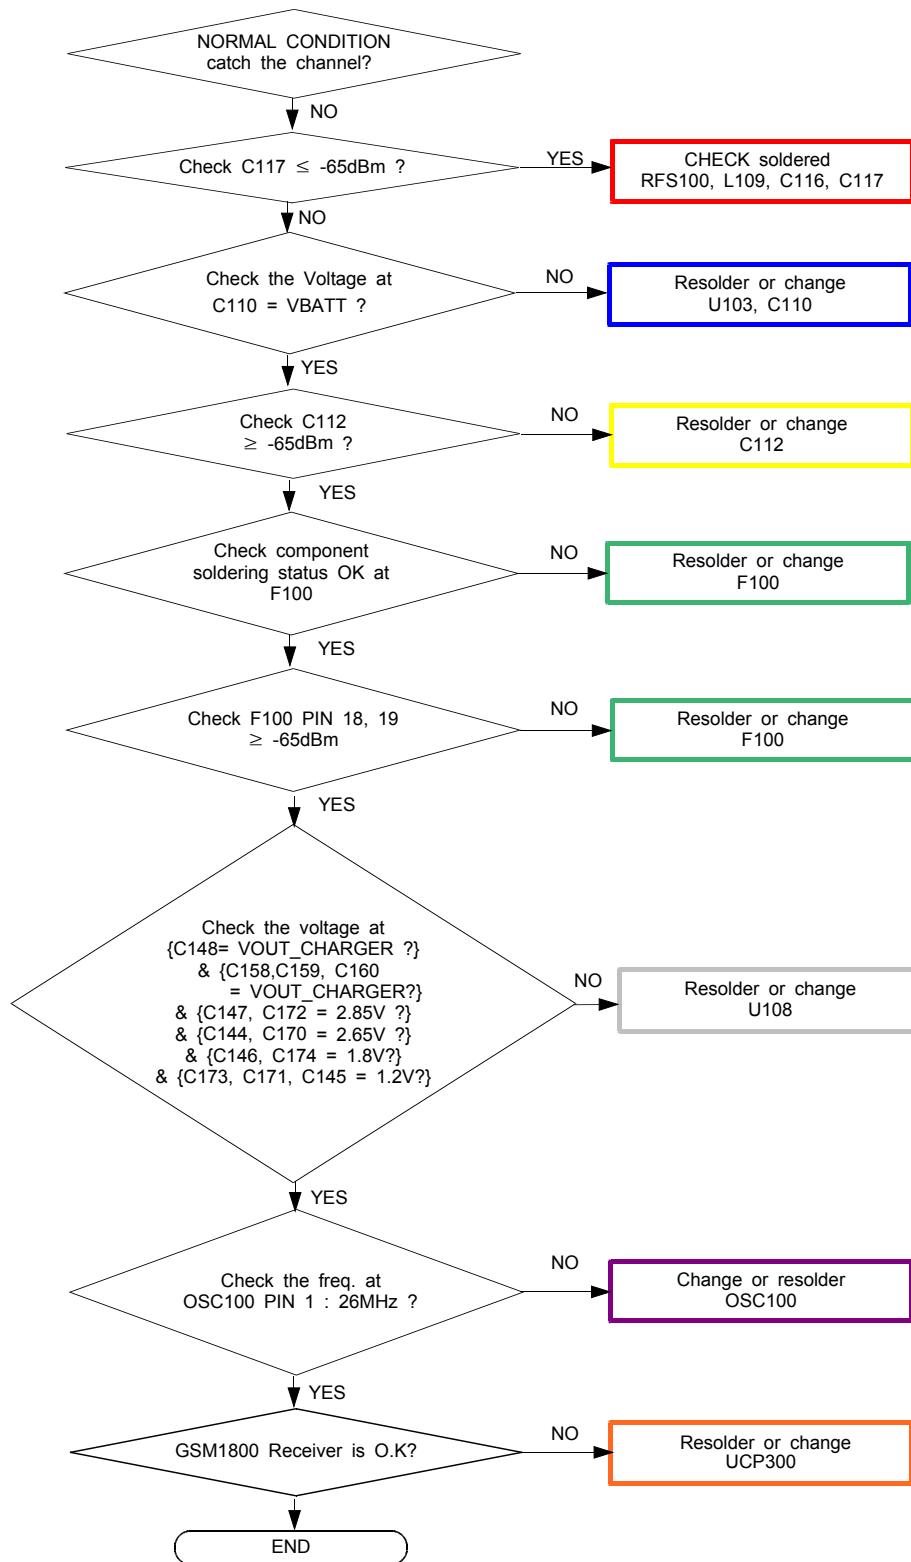 NORMAL CONDITION
catch the channel?
NO
Check C117 ≤ -65dBm ?
YES
CHECK soldered
RFS100, L109, C116, C117
NO
Check the Voltage at
C110 = VBATT ?
NO
Resolder or change
U103, C110
YES
Check C112
≥ -65dBm ?
NO
Resolder or change
C112
YES
Check component
soldering status OK at
F100
NO
Resolder or change
F100
YES
Check F100 PIN 18, 19
≥ -65dBm
NO
Resolder or change
F100
YES
Check the voltage at
{C148= VOUT_CHARGER ?}
& {C158,C159, C160
= VOUT_CHARGER?}
& {C147, C172 = 2.85V ?}
& {C144, C170 = 2.65V ?}
& {C146, C174 = 1.8V?}
& {C173, C171, C145 = 1.2V?}
NO
Resolder or change
U108
YES
Check the freq. at
OSC100 PIN 1 : 26MHz ?
NO
Change or resolder
OSC100
YES
GSM1800 Receiver is O.K?
NO
Resolder or change
UCP300
END